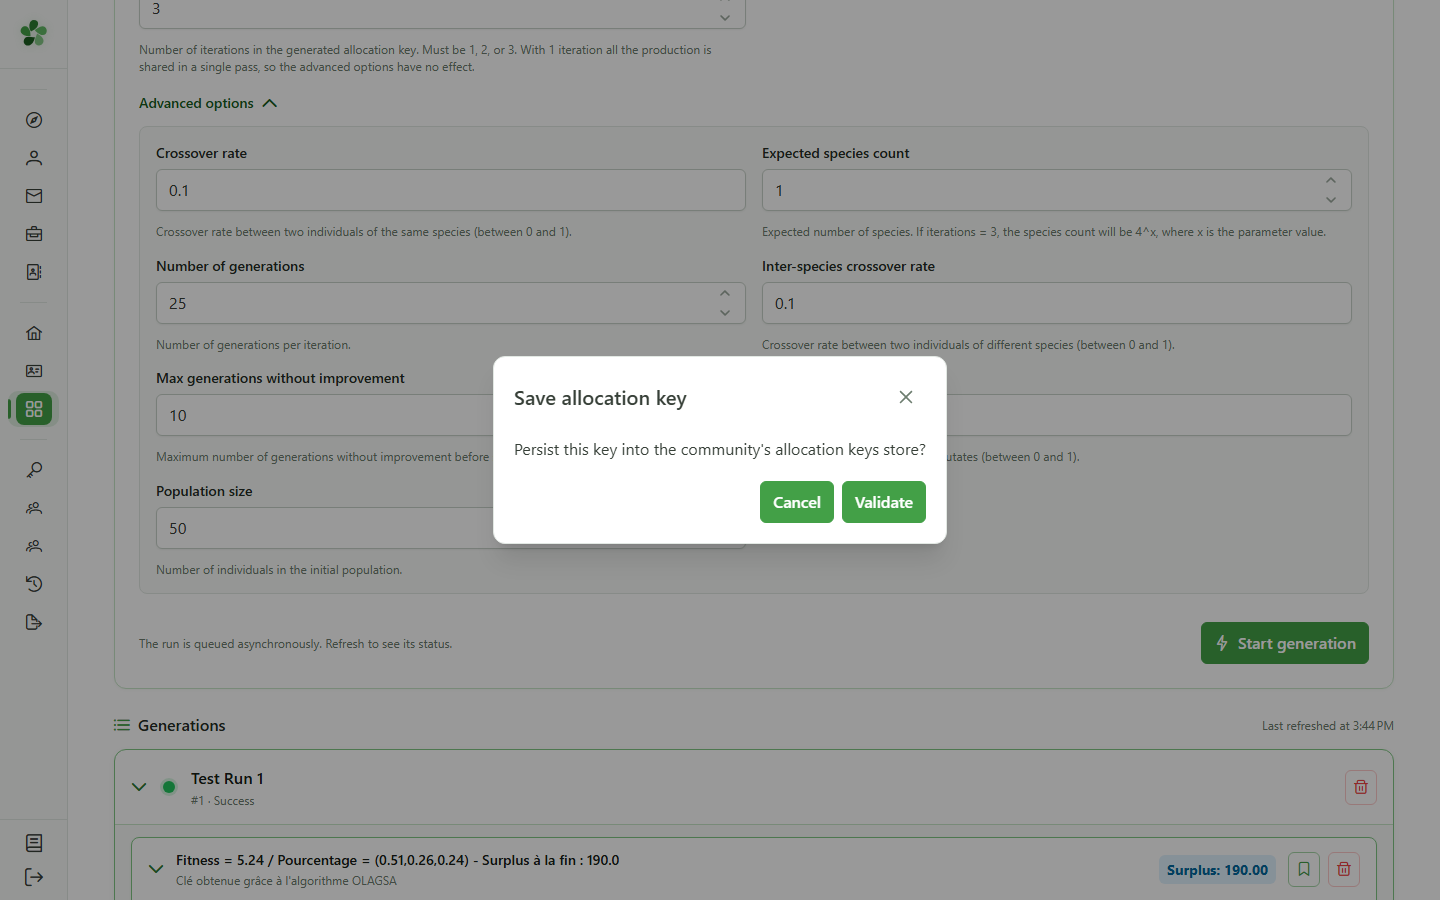 3
Number of iterations in the generated allocation key. Must be 1, 2, or 3. With 1 iteration all the production is
shared in a single pass, so the advanced options have no effect.
Advanced options
Crossover rate
Expected species count
0.1
1
Crossover rate between two individuals of the same species (between 0 and 1).
Expected number of species. If iterations = 3, the species count will be 4^x, where x is the parameter value.
Number of generations
Inter-species crossover rate
25
0.1
Number of generations per iteration.
Crossover rate between two individuals of different species (between 0 and 1).
Max generations without improvement
10
Maximum number of generations without improvement before
(between 0 and 1).
Save allocation key
Persist this key into the community's allocation keys store?
Cancel
Validate
Population size
50
Number of individuals in the initial population.
The run is queued asynchronously. Refresh to see its status.
Start generation
Generations
Last refreshed at 3:44 PM
Test Run 1
#1 · Success
Fitness = 5.24 / Pourcentage = (0.51,0.26,0.24) - Surplus à la fin : 190.0
Clé obtenue grâce à l'algorithme OLAGSA
Surplus: 190.00